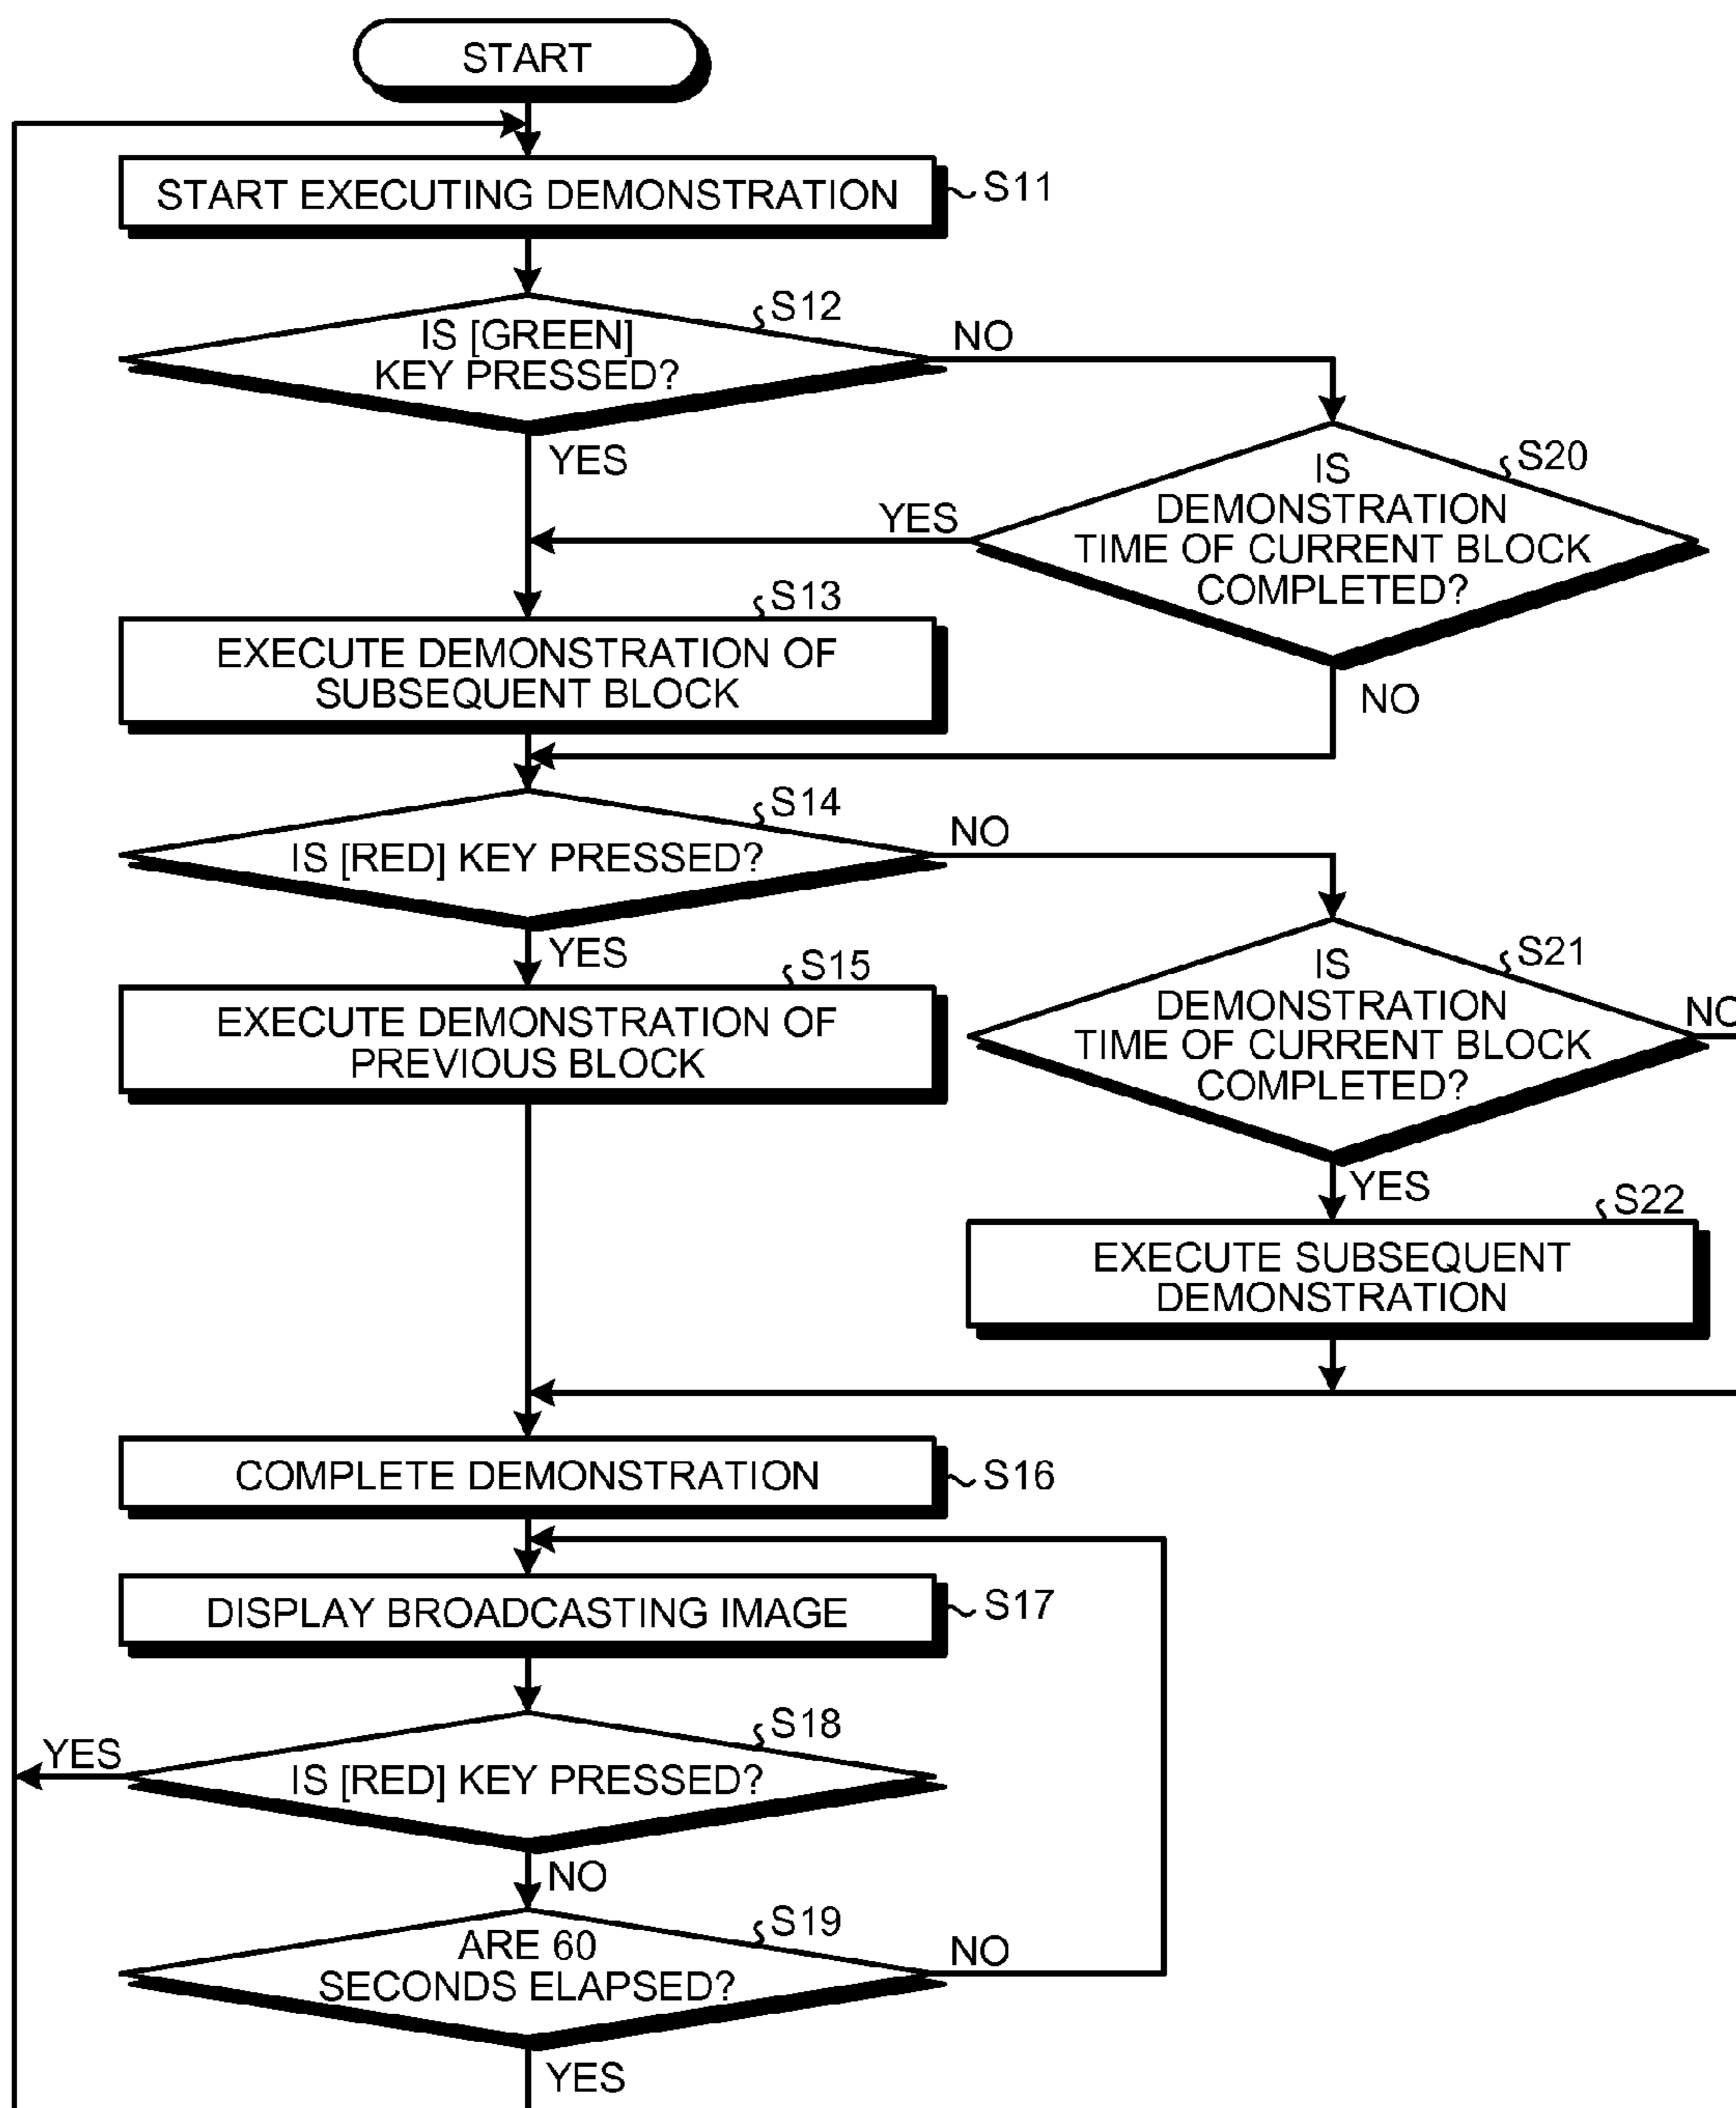 START
START EXECUTING DEMONSTRATION
S11
S12
IS [GREEN]
KEY PRESSED?
NO
YES
S20
IS
DEMONSTRATION
TIME OF CURRENT BLOCK
COMPLETED?
YES
NO
S13
EXECUTE DEMONSTRATION OF
SUBSEQUENT BLOCK
S14
IS [RED] KEY PRESSED?
NO
YES
S15
EXECUTE DEMONSTRATION OF
PREVIOUS BLOCK
S21
IS
DEMONSTRATION
TIME OF CURRENT BLOCK
COMPLETED?
NO
YES
S22
EXECUTE SUBSEQUENT
DEMONSTRATION
COMPLETE DEMONSTRATION
S16
DISPLAY BROADCASTING IMAGE
S17
S18
IS [RED] KEY PRESSED?
YES
NO
S19
ARE 60
SECONDS ELAPSED?
NO
YES